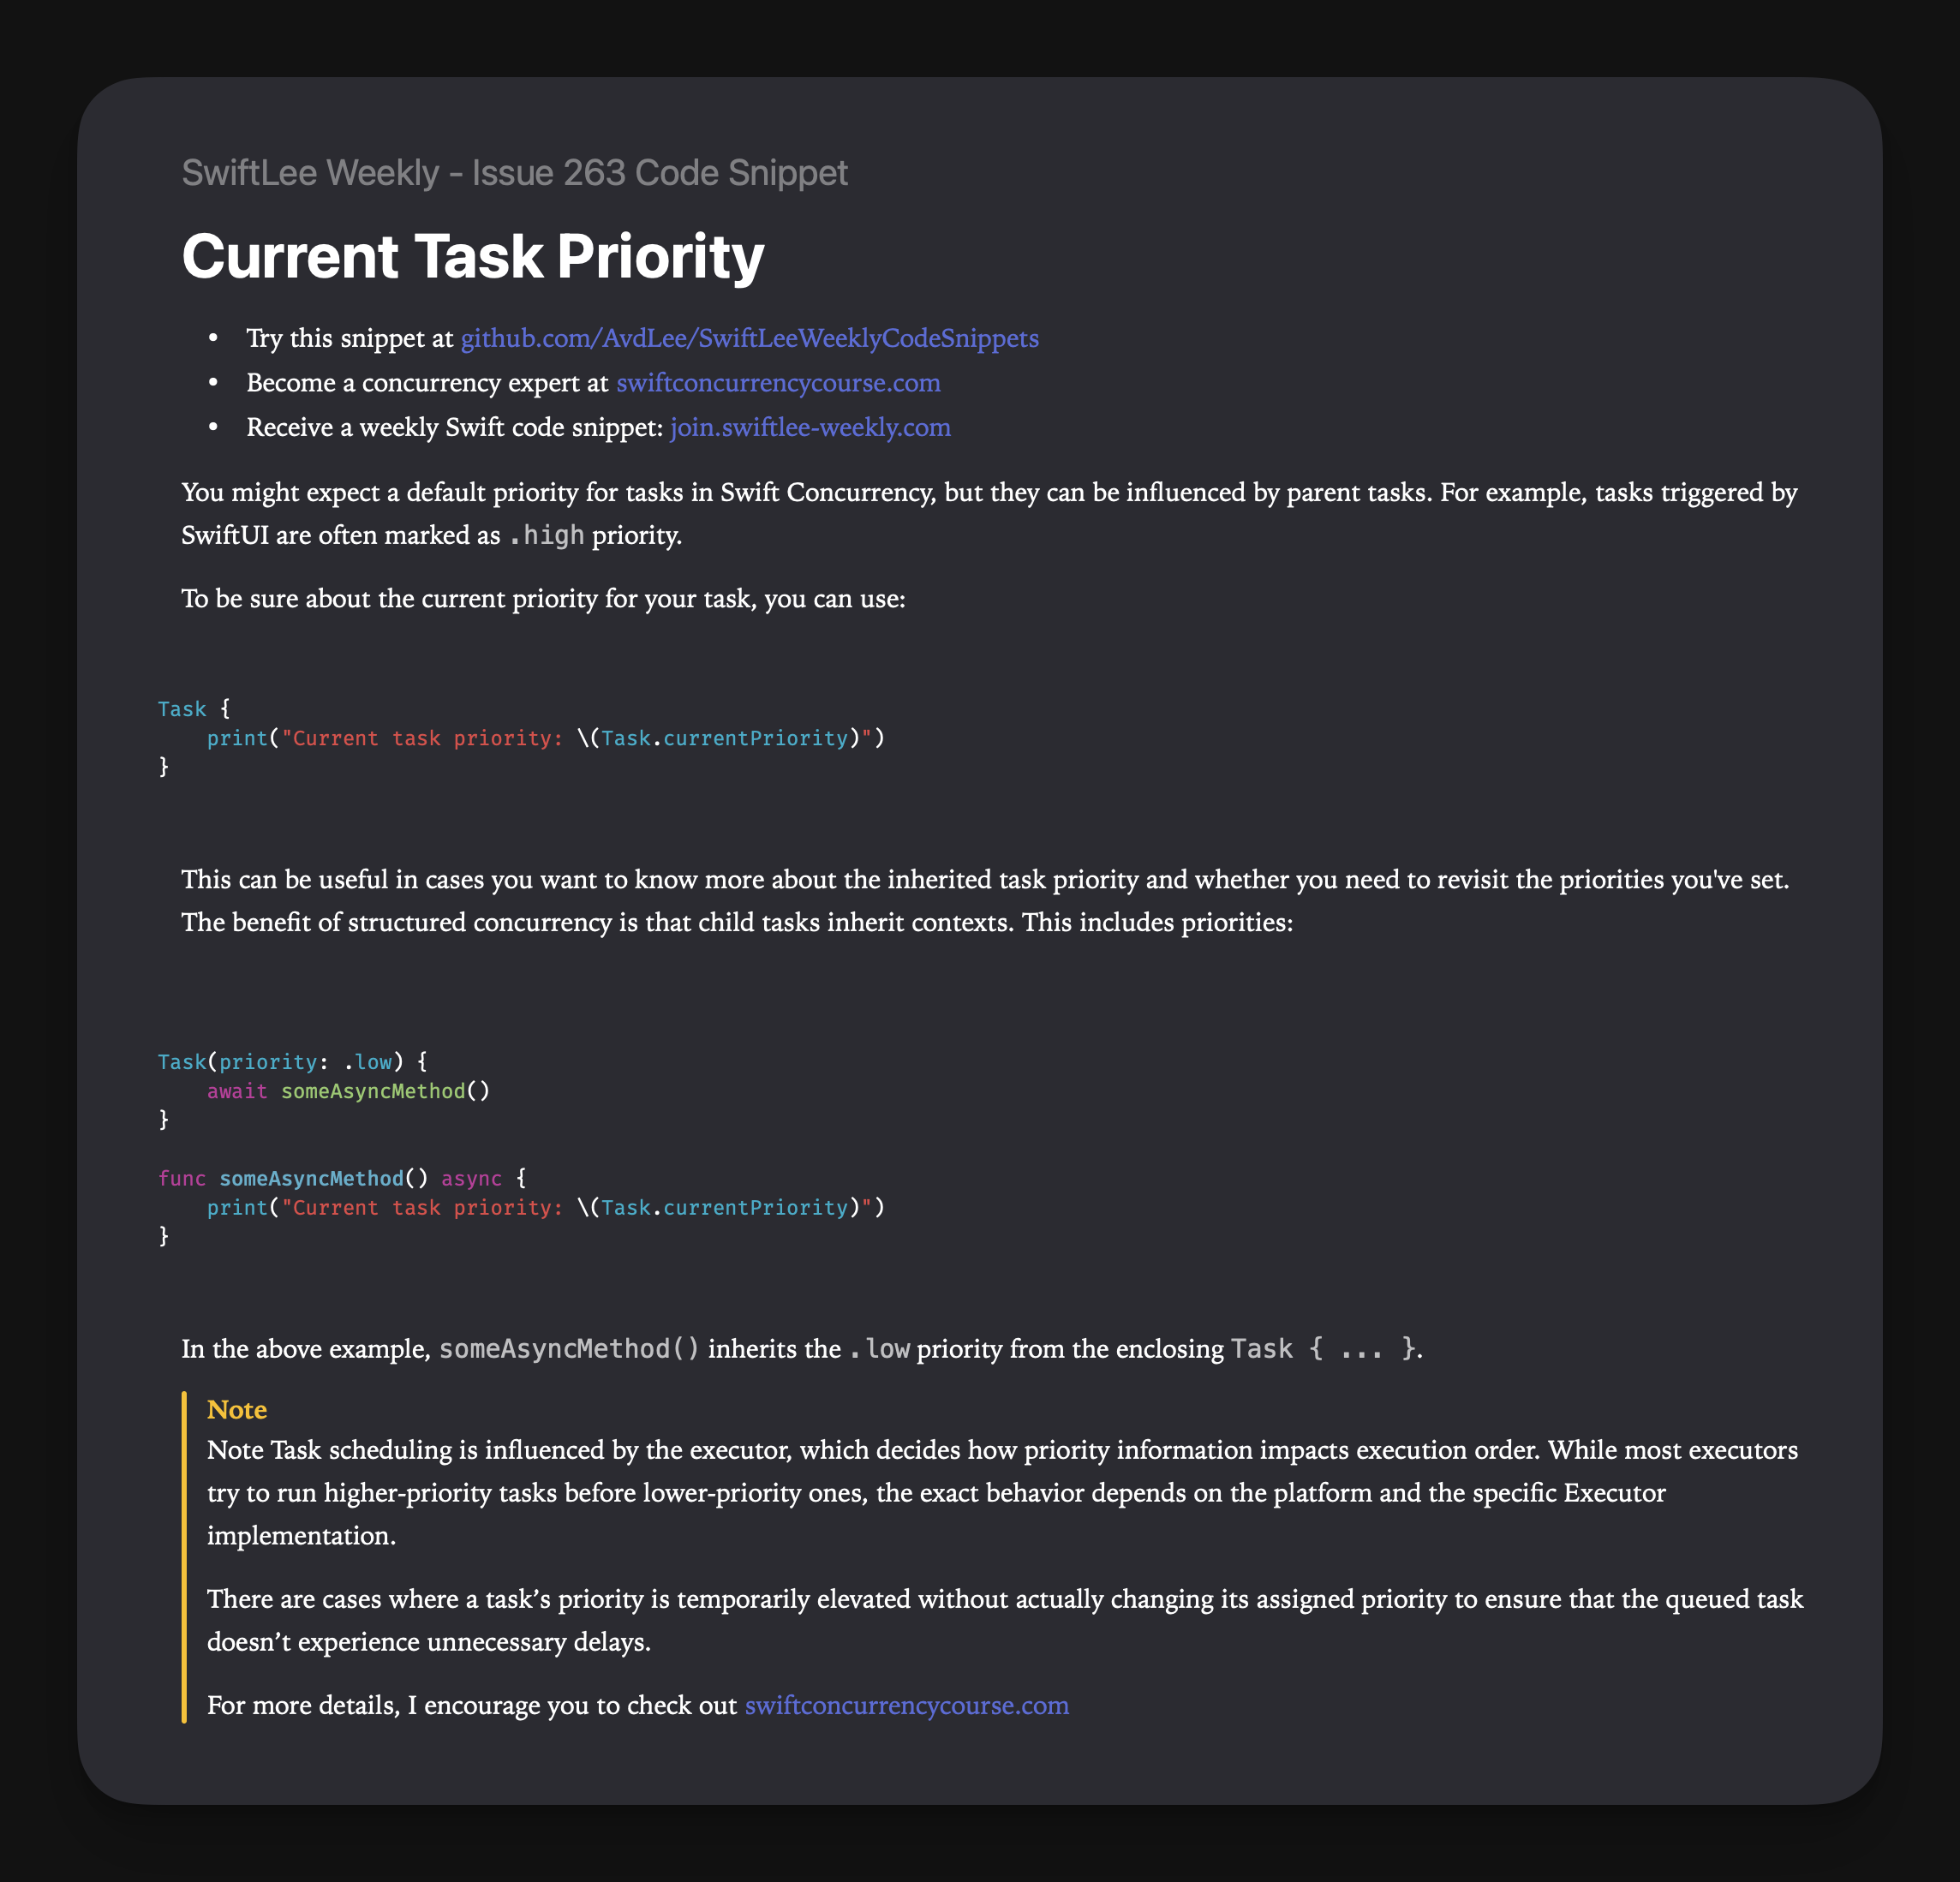 SwiftLee Weekly - Issue 263 Code Snippet
Current Task Priority
• Try this snippet at github.com/AvdLee/SwiftLeeWeeklyCodeSnippets
• Become a concurrency expert at swiftconcurrencycourse.com
• Receive a weekly Swift code snippet: join.swiftlee-weekly.com
You might expect a default priority for tasks in Swift Concurrency, but they can be influenced by parent tasks. For example, tasks triggered by
SwiftUI are often marked as .high priority.
To be sure about the current priority for your task, you can use:
Task {
    print("Current task priority: \(Task.currentPriority)")
}
This can be useful in cases you want to know more about the inherited task priority and whether you need to revisit the priorities you've set.
The benefit of structured concurrency is that child tasks inherit contexts. This includes priorities:
Task(priority: .low) {
    await someAsyncMethod()
}
func someAsyncMethod() async {
    print("Current task priority: \(Task.currentPriority)")
}
In the above example, someAsyncMethod() inherits the .low priority from the enclosing Task { ... }.
Note
Note Task scheduling is influenced by the executor, which decides how priority information impacts execution order. While most executors
try to run higher-priority tasks before lower-priority ones, the exact behavior depends on the platform and the specific Executor
implementation.
There are cases where a task’s priority is temporarily elevated without actually changing its assigned priority to ensure that the queued task
doesn’t experience unnecessary delays.
For more details, I encourage you to check out swiftconcurrencycourse.com